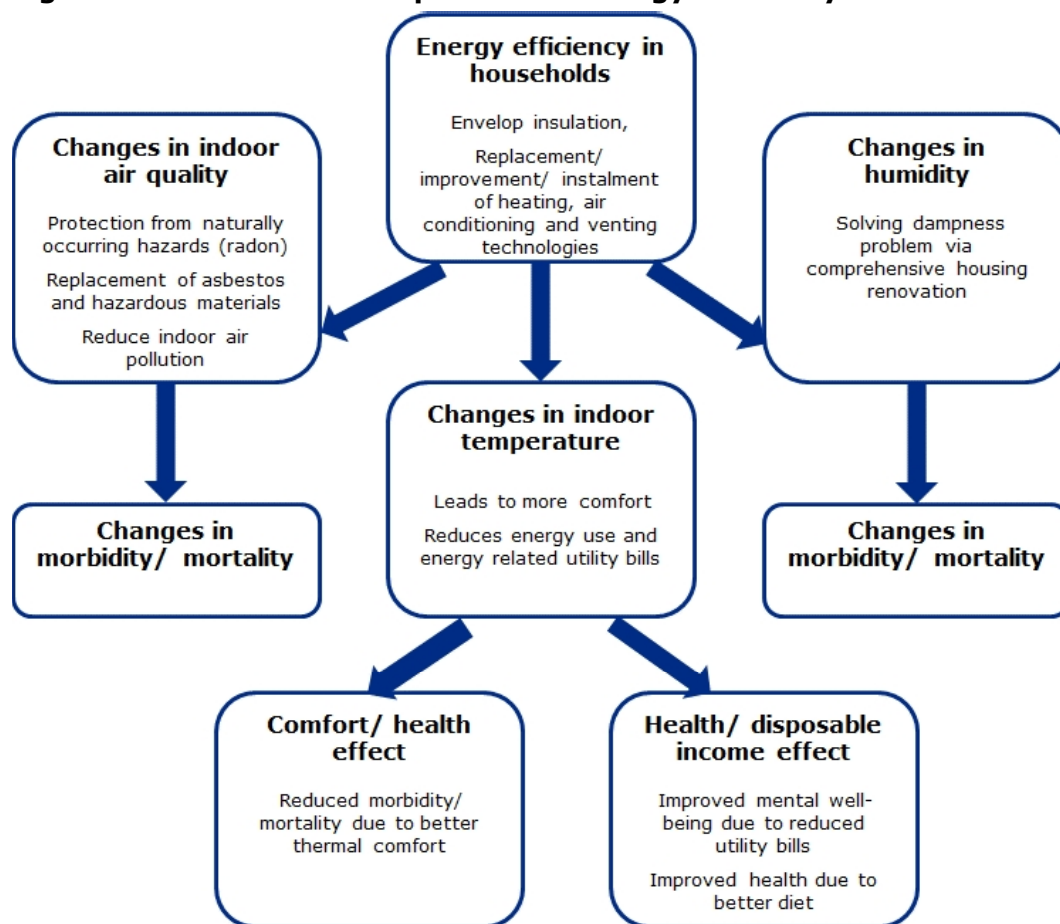 Energy efficiency in
households
Envelop insulation,
Replacement/
improvement/ instalment
of heating, air
conditioning and venting
technologies
Changes in indoor
air quality
Protection from naturally
occurring hazards (radon)
Replacement of asbestos
and hazardous materials
Reduce indoor air
pollution
Changes in
humidity
Solving dampness
problem via
comprehensive housing
renovation
Changes in indoor
temperature
Leads to more comfort
Reduces energy use and
energy related utility bills
Changes in
morbidity/ mortality
Changes in
morbidity/ mortality
Comfort/ health
effect
Reduced morbidity/
mortality due to better
thermal comfort
Health/ disposable
income effect
Improved mental well-
being due to reduced
utility bills
Improved health due to
better diet